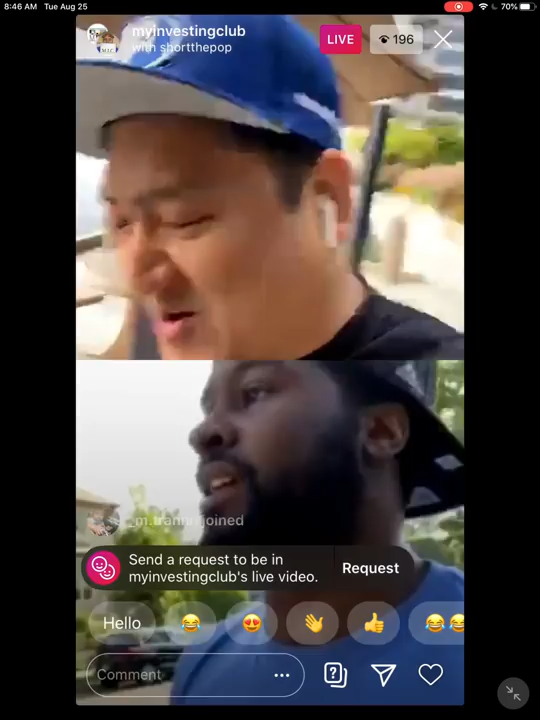 8:46 AM Tue Aug 25
70%
myinvestingclub
with shortthepop
LIVE
196
joined
Send a request to be in
myinvestingclub's live video.
Request
Hello
Comment